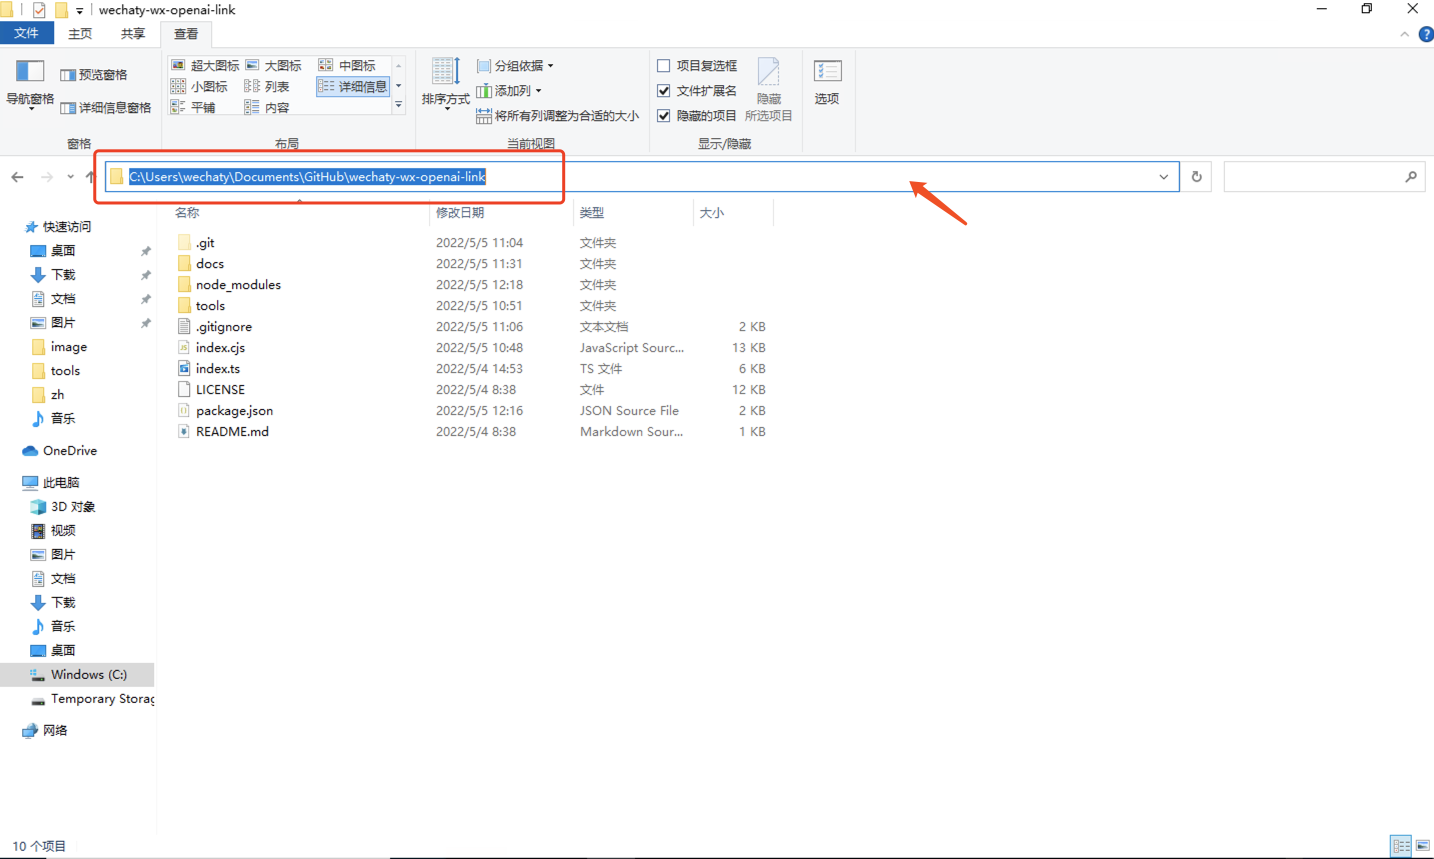 wechaty-wx-openai-link
文件 主页 共享 查看
导航窗格
预览窗格
详细信息窗格
窗格
超大图标 大图标 中图标
小图标 列表 详细信息
平铺 内容
布局
排序方式
分组依据
添加列
将所有列调整为合适的大小
当前视图
项目复选框
文件扩展名
隐藏的项目
隐藏
所选项目
显示/隐藏
选项
C:\Users\wechaty\Documents\GitHub\wechaty-wx-openai-link
快速访问
桌面
下载
文档
图片
image
tools
zh
音乐
OneDrive
此电脑
3D 对象
视频
图片
文档
下载
音乐
桌面
Windows (C:)
Temporary Storag
网络
名称 修改日期 类型 大小
.git 2022/5/5 11:04 文件夹
docs 2022/5/5 11:31 文件夹
node_modules 2022/5/5 12:18 文件夹
tools 2022/5/5 10:51 文件夹
.gitignore 2022/5/5 11:06 文本文档 2 KB
index.cjs 2022/5/5 10:48 JavaScript Sourc... 13 KB
index.ts 2022/5/4 14:53 TS 文件 6 KB
LICENSE 2022/5/4 8:38 文件 12 KB
package.json 2022/5/5 12:16 JSON Source File 2 KB
README.md 2022/5/4 8:38 Markdown Sour... 1 KB
10 个项目